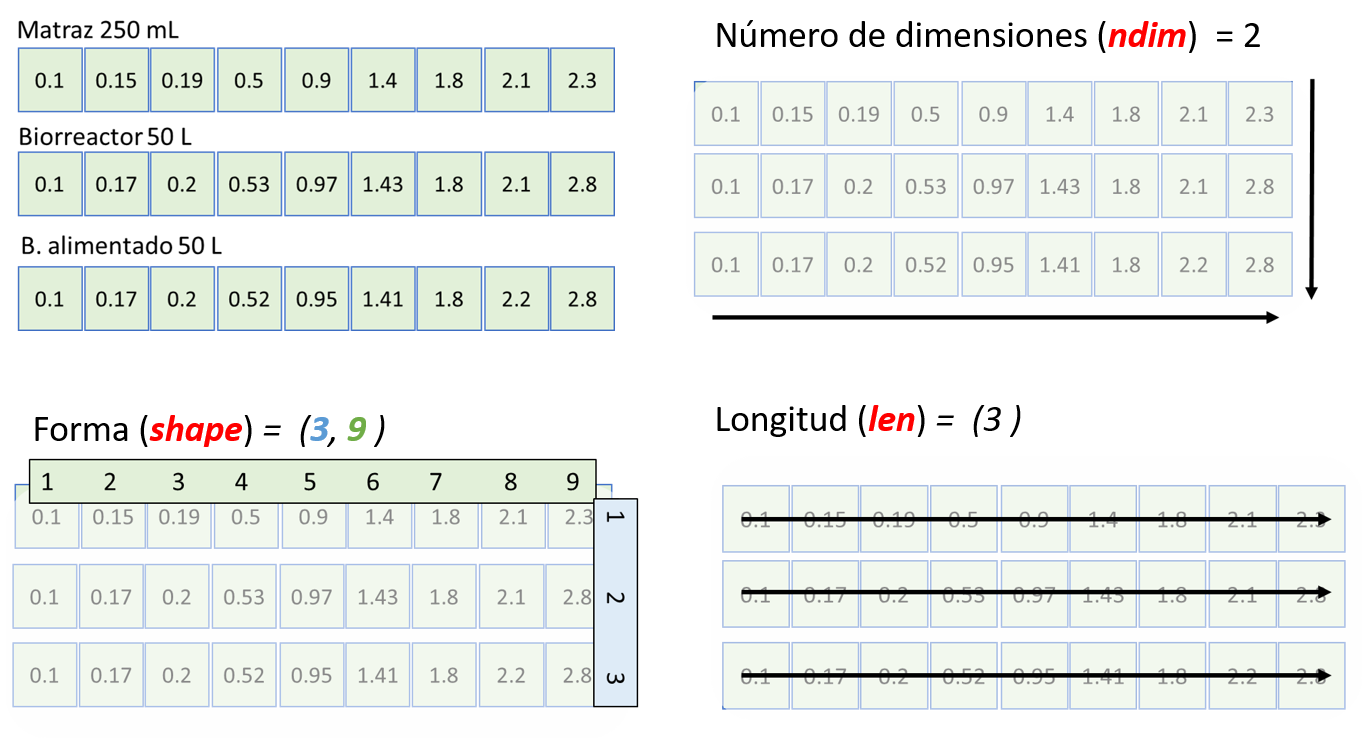 Matraz 250 mL
0.1 0.15 0.19 0.5 0.9 1.4 1.8 2.1 2.3
Biorreactor 50 L
0.1 0.17 0.2 0.53 0.97 1.43 1.8 2.1 2.8
B. alimentado 50 L
0.1 0.17 0.2 0.52 0.95 1.41 1.8 2.2 2.8
Número de dimensiones (ndim) = 2
0.1 0.15 0.19 0.5 0.9 1.4 1.8 2.1 2.3
0.1 0.17 0.2 0.53 0.97 1.43 1.8 2.1 2.8
0.1 0.17 0.2 0.52 0.95 1.41 1.8 2.2 2.8
Forma (shape) = (3, 9 )
1 2 3 4 5 6 7 8 9
0.1 0.15 0.19 0.5 0.9 1.4 1.8 2.1 2.3 1
0.1 0.17 0.2 0.53 0.97 1.43 1.8 2.1 2.8 2
0.1 0.17 0.2 0.52 0.95 1.41 1.8 2.2 2.8 3
Longitud (len) = (3 )
0.1 0.15 0.19 0.5 0.9 1.4 1.8 2.1 2.3
0.1 0.17 0.2 0.53 0.97 1.43 1.8 2.1 2.8
0.1 0.17 0.2 0.52 0.95 1.41 1.8 2.2 2.8